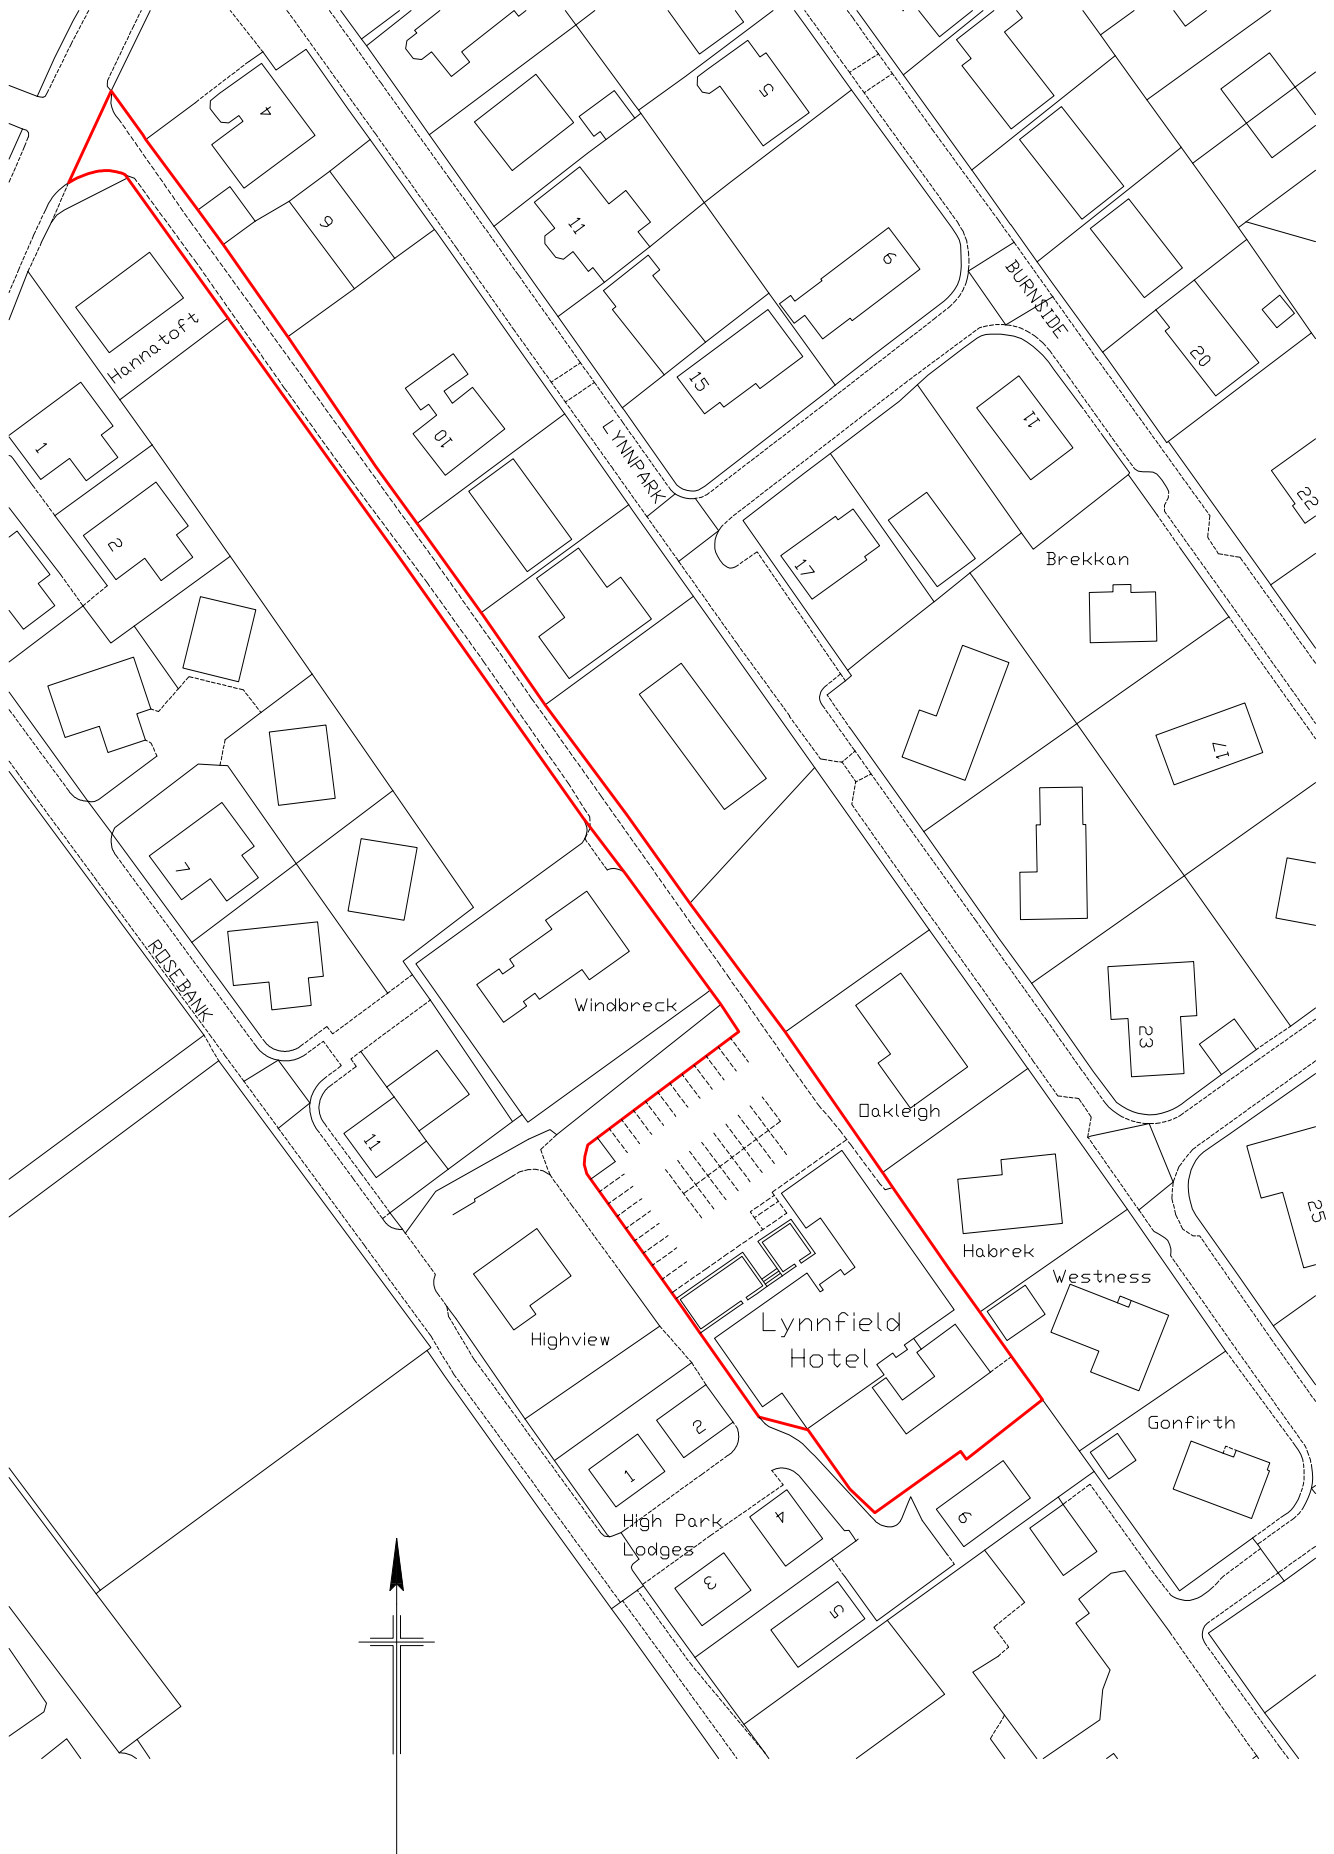 4
5
9
11
6
Hannatoft
BURNSIDE
20
15
1
10
LYNNPARK
11
22
2
17
Brekkan
17
7
ROSEBANK
Windbreck
23
Oakleigh
11
25
Habrek
Westness
Lynnfield
Hotel
Highview
Gonfirth
2
1
High Park
Lodges
4
6
3
5